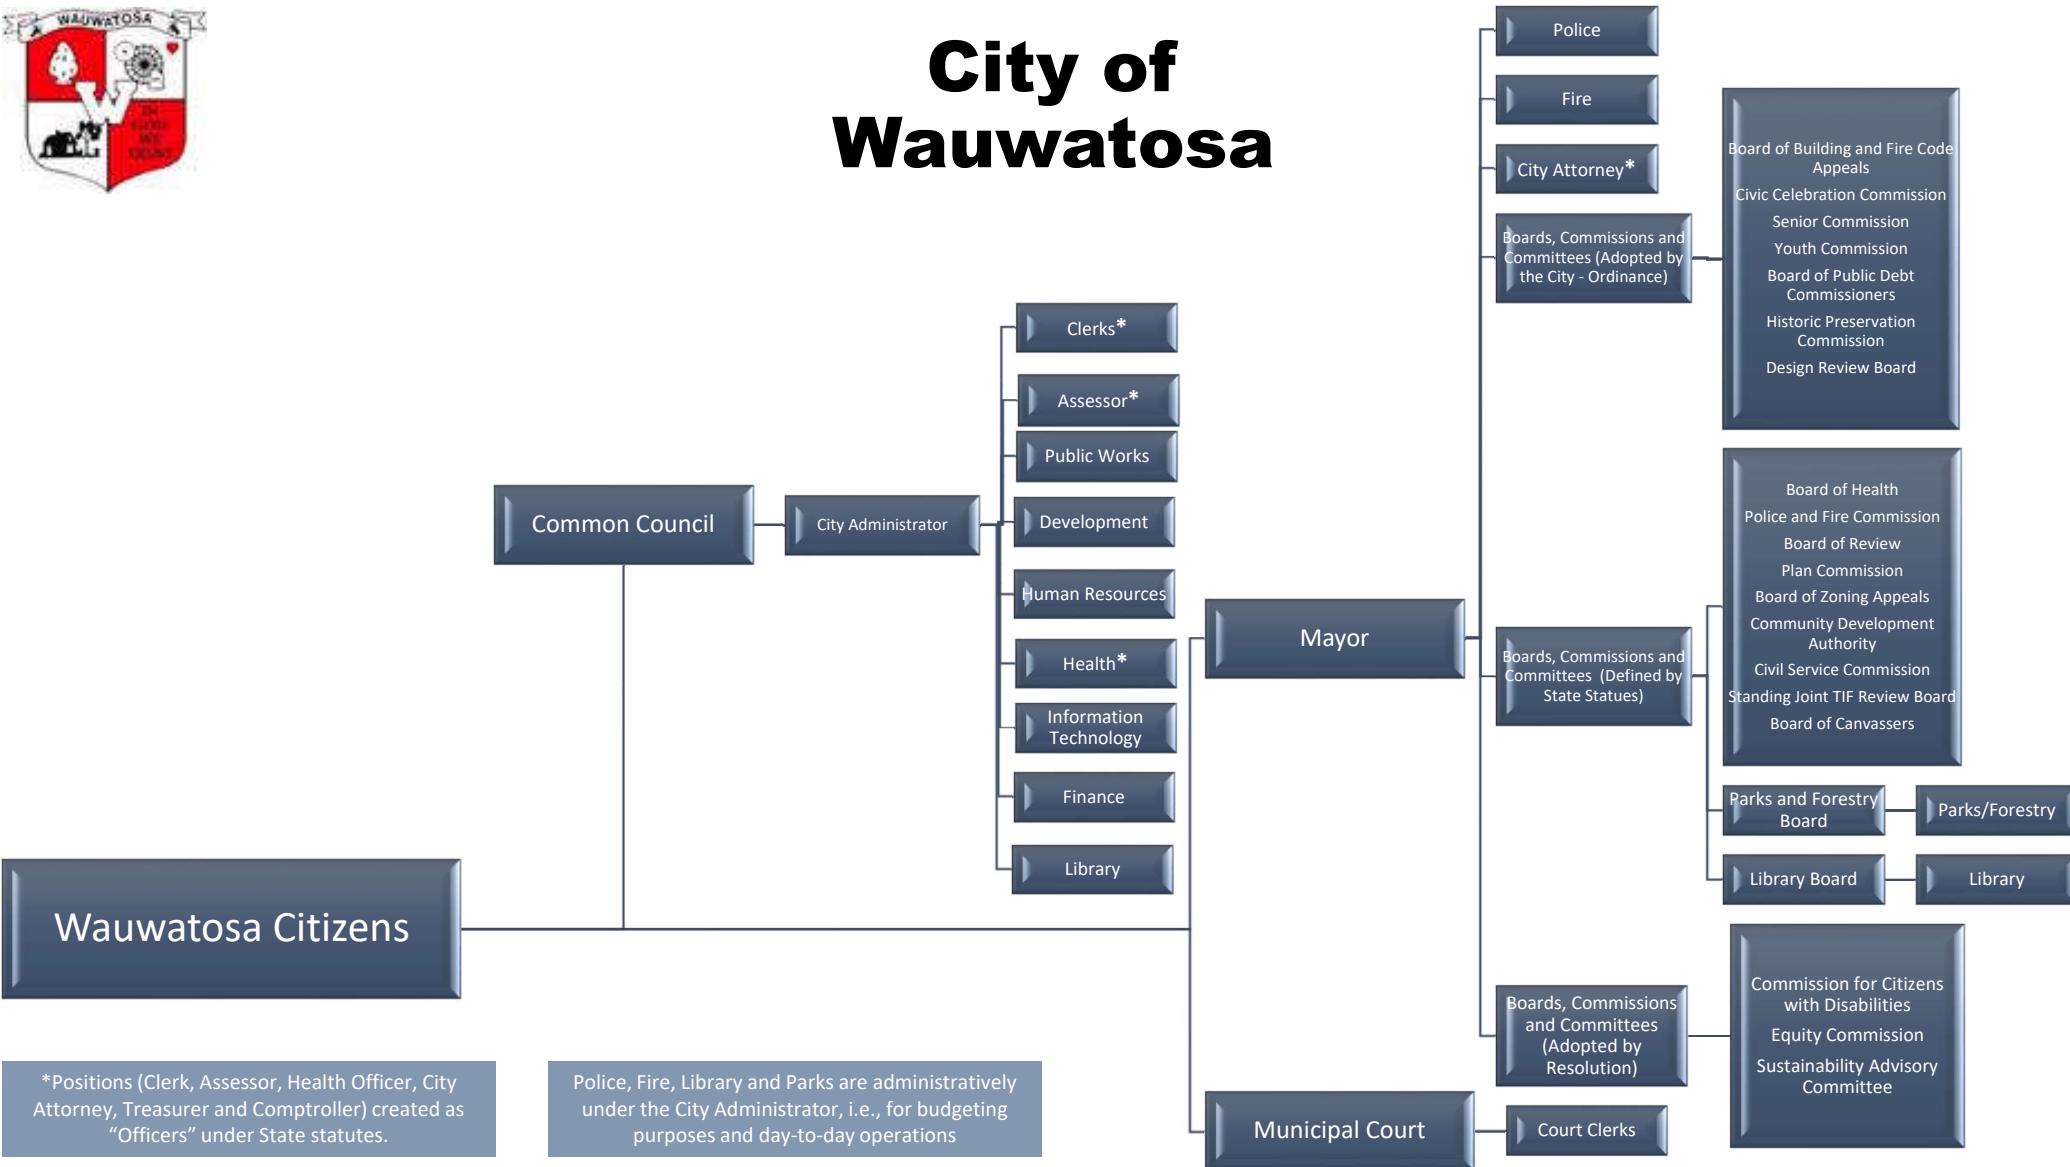 WAUWATOSA
W
IN
GOD
WE
TRUST
City of
Wauwatosa
Wauwatosa Citizens
Common Council
City Administrator
Clerks*
Assessor*
Public Works
Development
Human Resources
Health*
Information
Technology
Finance
Library
Mayor
Police
Fire
City Attorney*
Boards, Commissions and
Committees (Adopted by
the City - Ordinance)
Board of Building and Fire Code
Appeals
Civic Celebration Commission
Senior Commission
Youth Commission
Board of Public Debt
Commissioners
Historic Preservation
Commission
Design Review Board
Boards, Commissions and
Committees (Defined by
State Statues)
Board of Health
Police and Fire Commission
Board of Review
Plan Commission
Board of Zoning Appeals
Community Development
Authority
Civil Service Commission
Standing Joint TIF Review Board
Board of Canvassers
Parks and Forestry
Board
Parks/Forestry
Library Board
Library
Boards, Commissions
and Committees
(Adopted by
Resolution)
Commission for Citizens
with Disabilities
Equity Commission
Sustainability Advisory
Committee
Municipal Court
Court Clerks
*Positions (Clerk, Assessor, Health Officer, City
Attorney, Treasurer and Comptroller) created as
“Officers” under State statutes.
Police, Fire, Library and Parks are administratively
under the City Administrator, i.e., for budgeting
purposes and day-to-day operations